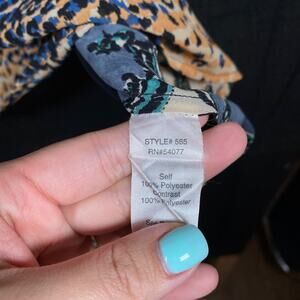 STYLE# 585
RN#54077
Self
100% Polyester
Contrast
100% Polyester